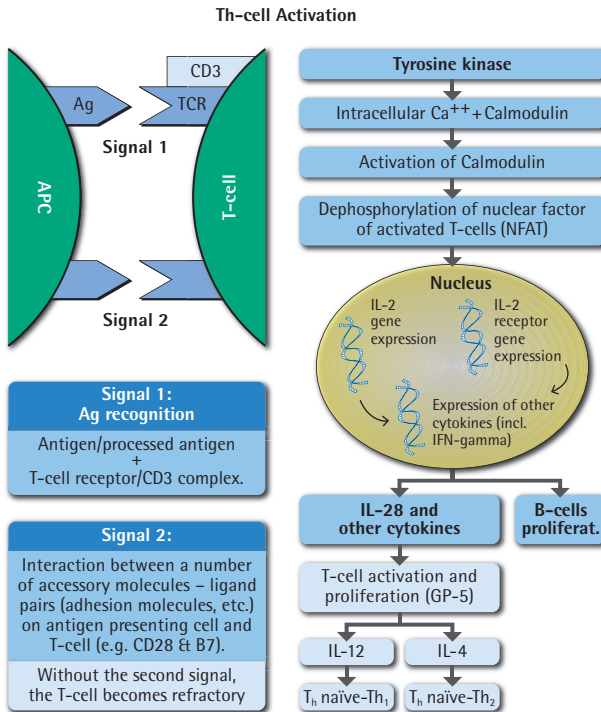 Th-cell Activation
CD3
Ag
TCR
Signal 1
APC
T-cell
Signal 2
Signal 1:
Ag recognition
Antigen/processed antigen
+
T-cell receptor/CD3 complex.
Signal 2:
Interaction between a number
of accessory molecules – ligand
pairs (adhesion molecules, etc.)
on antigen presenting cell and
T-cell (e.g. CD28 & B7).
Without the second signal,
the T-cell becomes refractory
Tyrosine kinase
Intracellular Ca⁺⁺ + Calmodulin
Activation of Calmodulin
Dephosphorylation of nuclear factor
of activated T-cells (NFAT)
Nucleus
IL-2
gene
expression
IL-2
receptor
gene
expression
Expression of other
cytokines (incl.
IFN-gamma)
IL-28 and
other cytokines
B-cells
proliferat.
T-cell activation and
proliferation (GP-5)
IL-12
IL-4
Tₕ naïve-Th₁
Tₕ naïve-Th₂